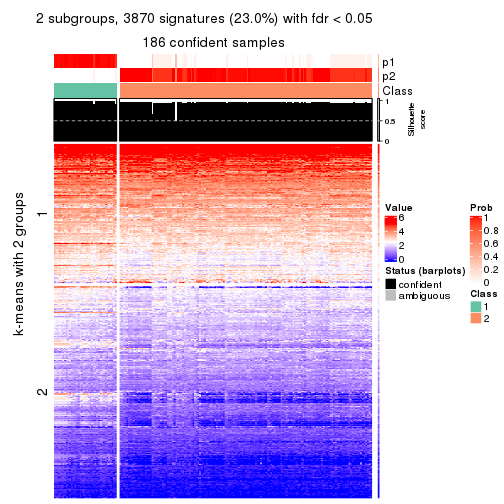 2 subgroups, 3870 signatures (23.0%) with fdr < 0.05
186 confident samples
p1
p2
Class
1
0.5
0
Silhouette
score
k-means with 2 groups
1
2
Value
6
4
2
0
Status (barplots)
confident
ambiguous
Prob
1
0.8
0.6
0.4
0.2
0
Class
1
2